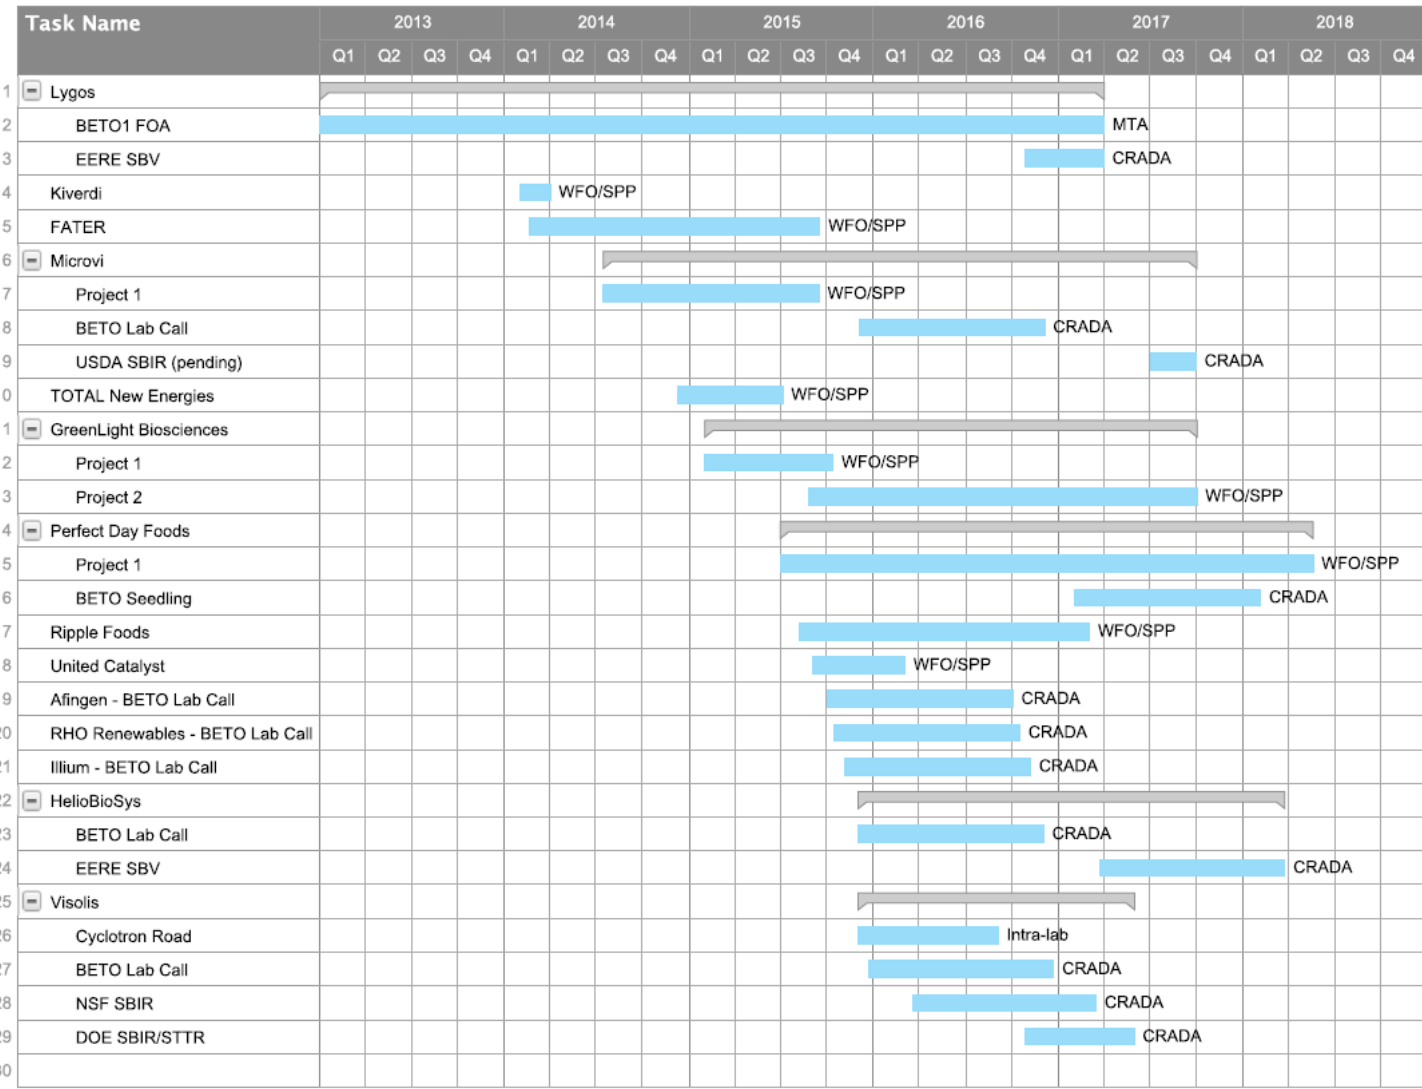 Task Name 2013 2014 2015 2016 2017 2018
Q1 Q2 Q3 Q4 Q1 Q2 Q3 Q4 Q1 Q2 Q3 Q4 Q1 Q2 Q3 Q4 Q1 Q2 Q3 Q4 Q1 Q2 Q3 Q4
1 Lygos
2 BETO1 FOA MTA
3 EERE SBV CRADA
4 Kiverdi WFO/SPP
5 FATER WFO/SPP
6 Microvi
7 Project 1 WFO/SPP
8 BETO Lab Call CRADA
9 USDA SBIR (pending) CRADA
0 TOTAL New Energies WFO/SPP
1 GreenLight Biosciences
2 Project 1 WFO/SPP
3 Project 2 WFO/SPP
4 Perfect Day Foods
5 Project 1 WFO/SPP
6 BETO Seedling CRADA
7 Ripple Foods WFO/SPP
8 United Catalyst WFO/SPP
9 Afingen - BETO Lab Call CRADA
20 RHO Renewables - BETO Lab Call CRADA
21 Illium - BETO Lab Call CRADA
22 HelioBioSys
23 BETO Lab Call CRADA
24 EERE SBV CRADA
25 Visolis
26 Cyclotron Road Intra-lab
27 BETO Lab Call CRADA
28 NSF SBIR CRADA
29 DOE SBIR/STTR CRADA
30